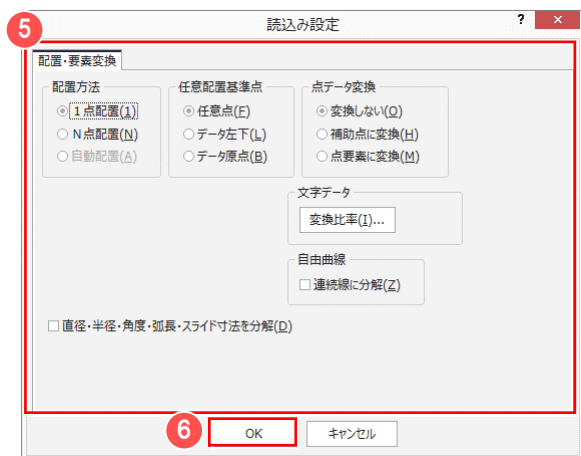 5
読込み設定
?
×
配置・要素変換
配置方法
1点配置(1)
N点配置(N)
自動配置(A)
任意配置基準点
任意点(F)
データ左下(L)
データ原点(B)
点データ変換
変換しない(O)
補助点に変換(H)
点要素に変換(M)
文字データ
変換比率(I)...
自由曲線
連続線に分解(Z)
直径・半径・角度・弧長・スライド寸法を分解(D)
6
OK
キャンセル